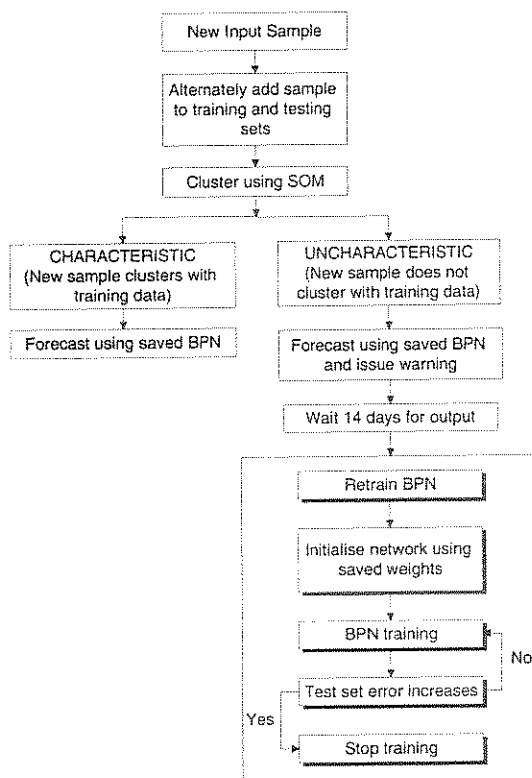 New Input Sample
Alternately add sample
to training and testing
sets
Cluster using SOM
CHARACTERISTIC
(New sample clusters with
training data)
UNCHARACTERISTIC
(New sample does not
cluster with training data)
Forecast using saved BPN
Forecast using saved BPN
and issue warning
Wait 14 days for output
Retrain BPN
Initialise network using
saved weights
BPN training
No
Test set error increases
Yes
Stop training